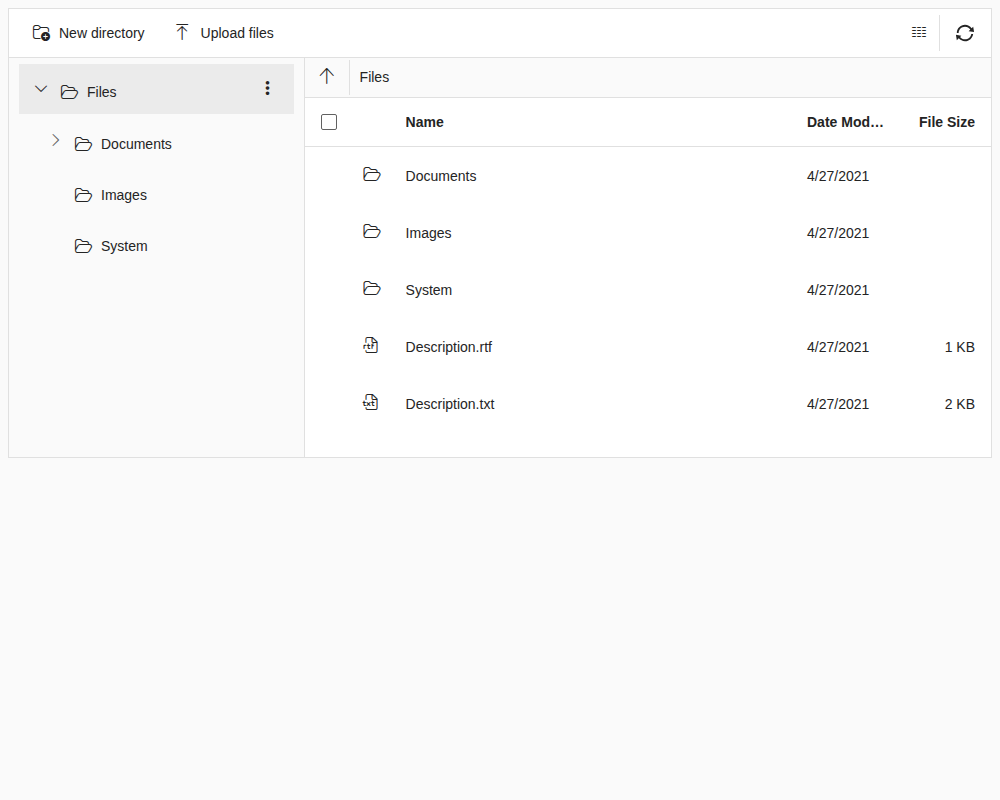 New directory
Upload files
Files
Documents
Images
System
Files
Name
Date Mod…
File Size
Documents
4/27/2021
Images
4/27/2021
System
4/27/2021
rtf
Description.rtf
4/27/2021
1 KB
txt
Description.txt
4/27/2021
2 KB